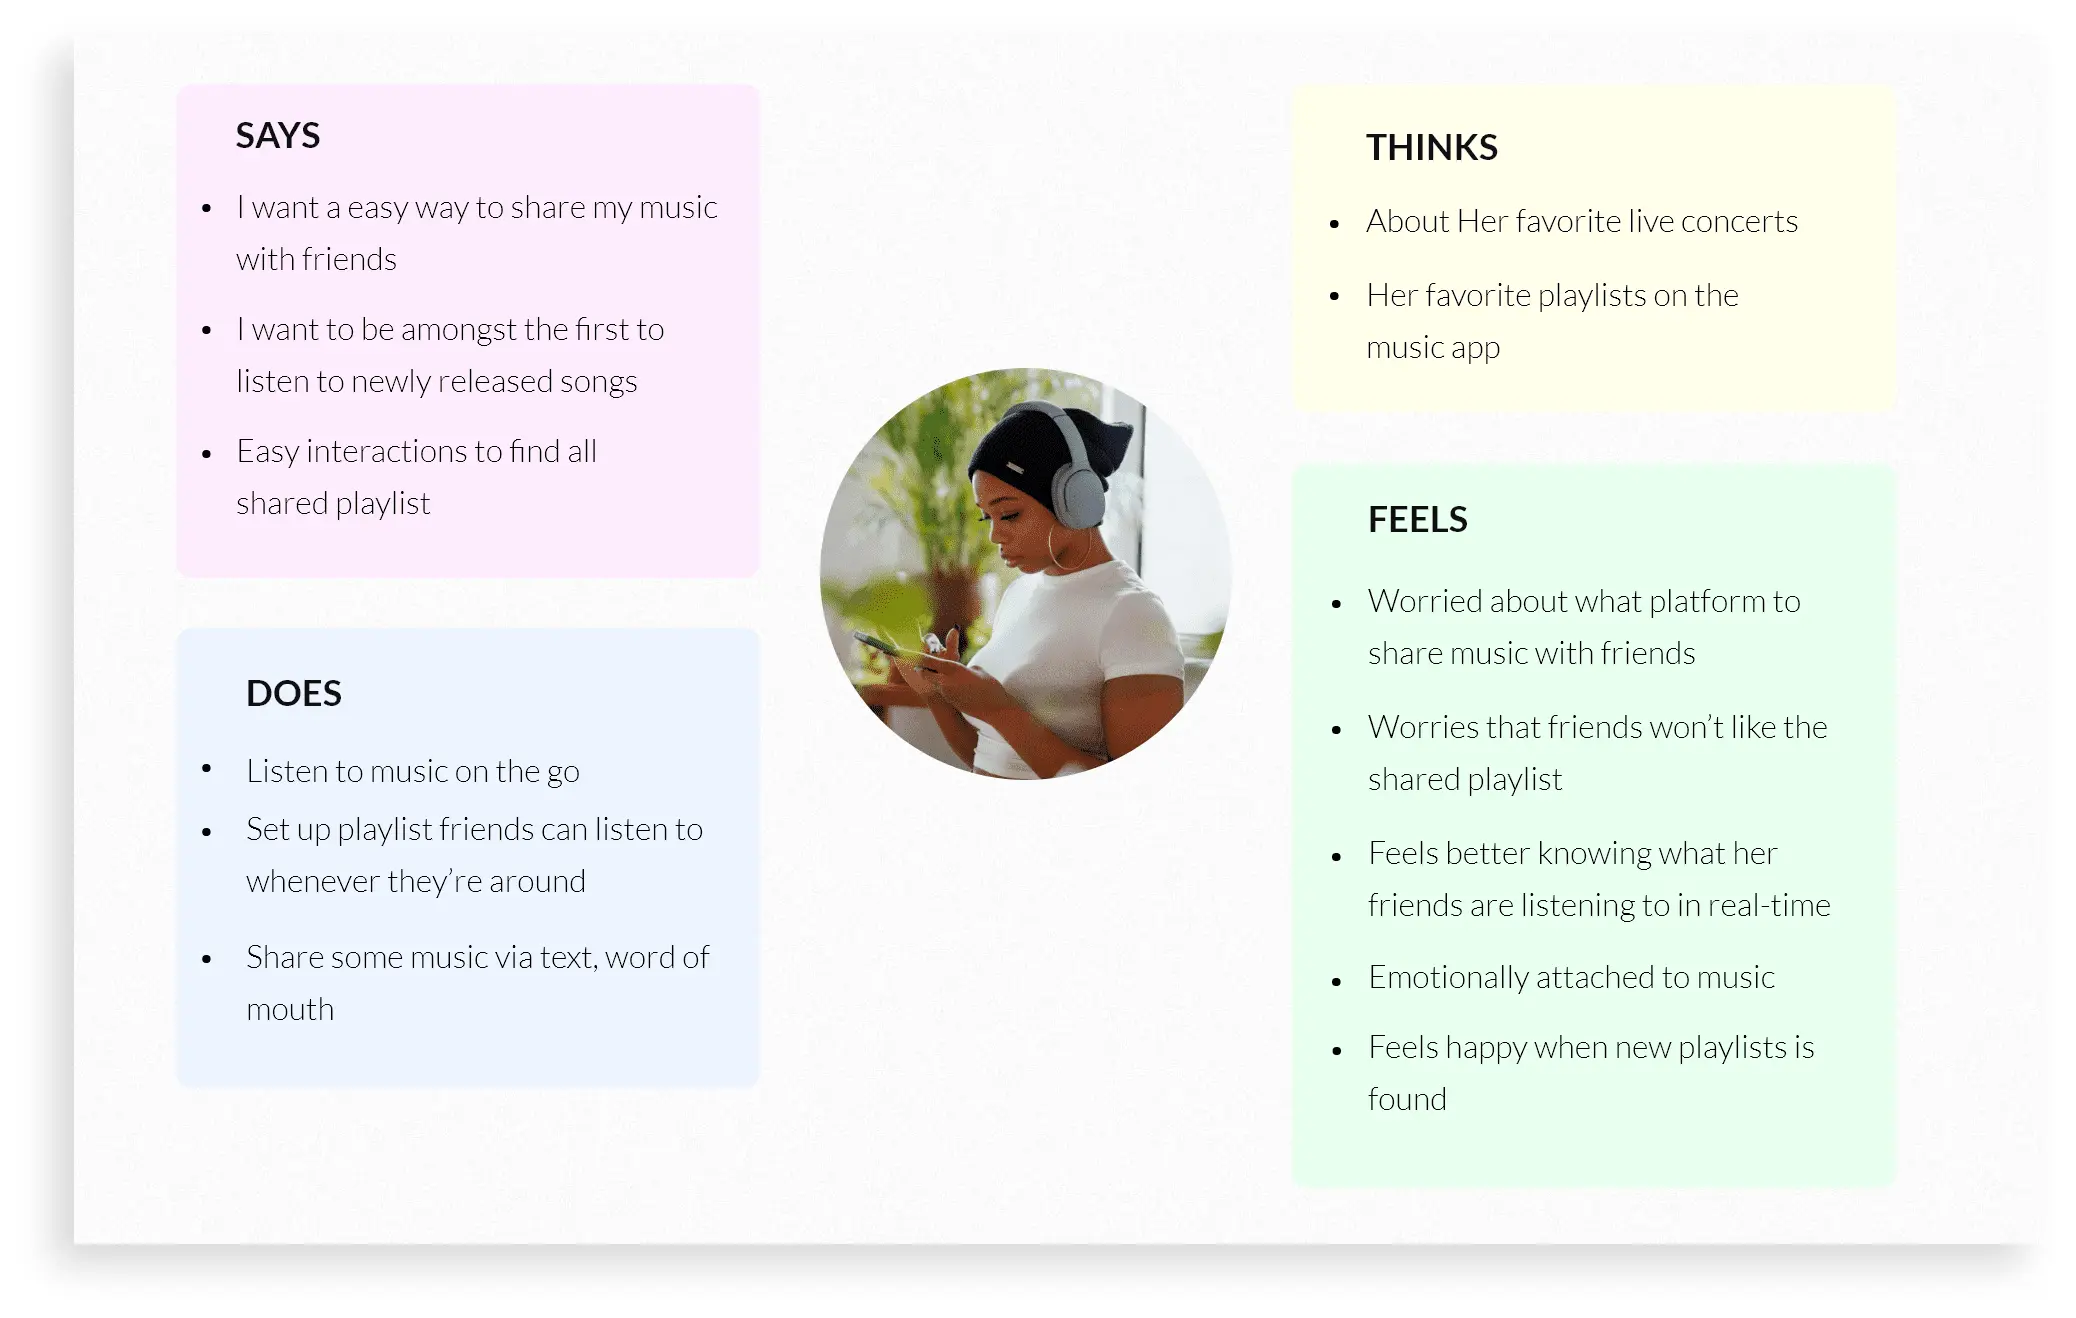 SAYS
• I want a easy way to share my music
with friends
• I want to be amongst the first to
listen to newly released songs
• Easy interactions to find all
shared playlist
DOES
• Listen to music on the go
• Set up playlist friends can listen to
whenever they’re around
• Share some music via text, word of
mouth
THINKS
• About Her favorite live concerts
• Her favorite playlists on the
music app
FEELS
• Worried about what platform to
share music with friends
• Worries that friends won’t like the
shared playlist
• Feels better knowing what her
friends are listening to in real-time
• Emotionally attached to music
• Feels happy when new playlists is
found